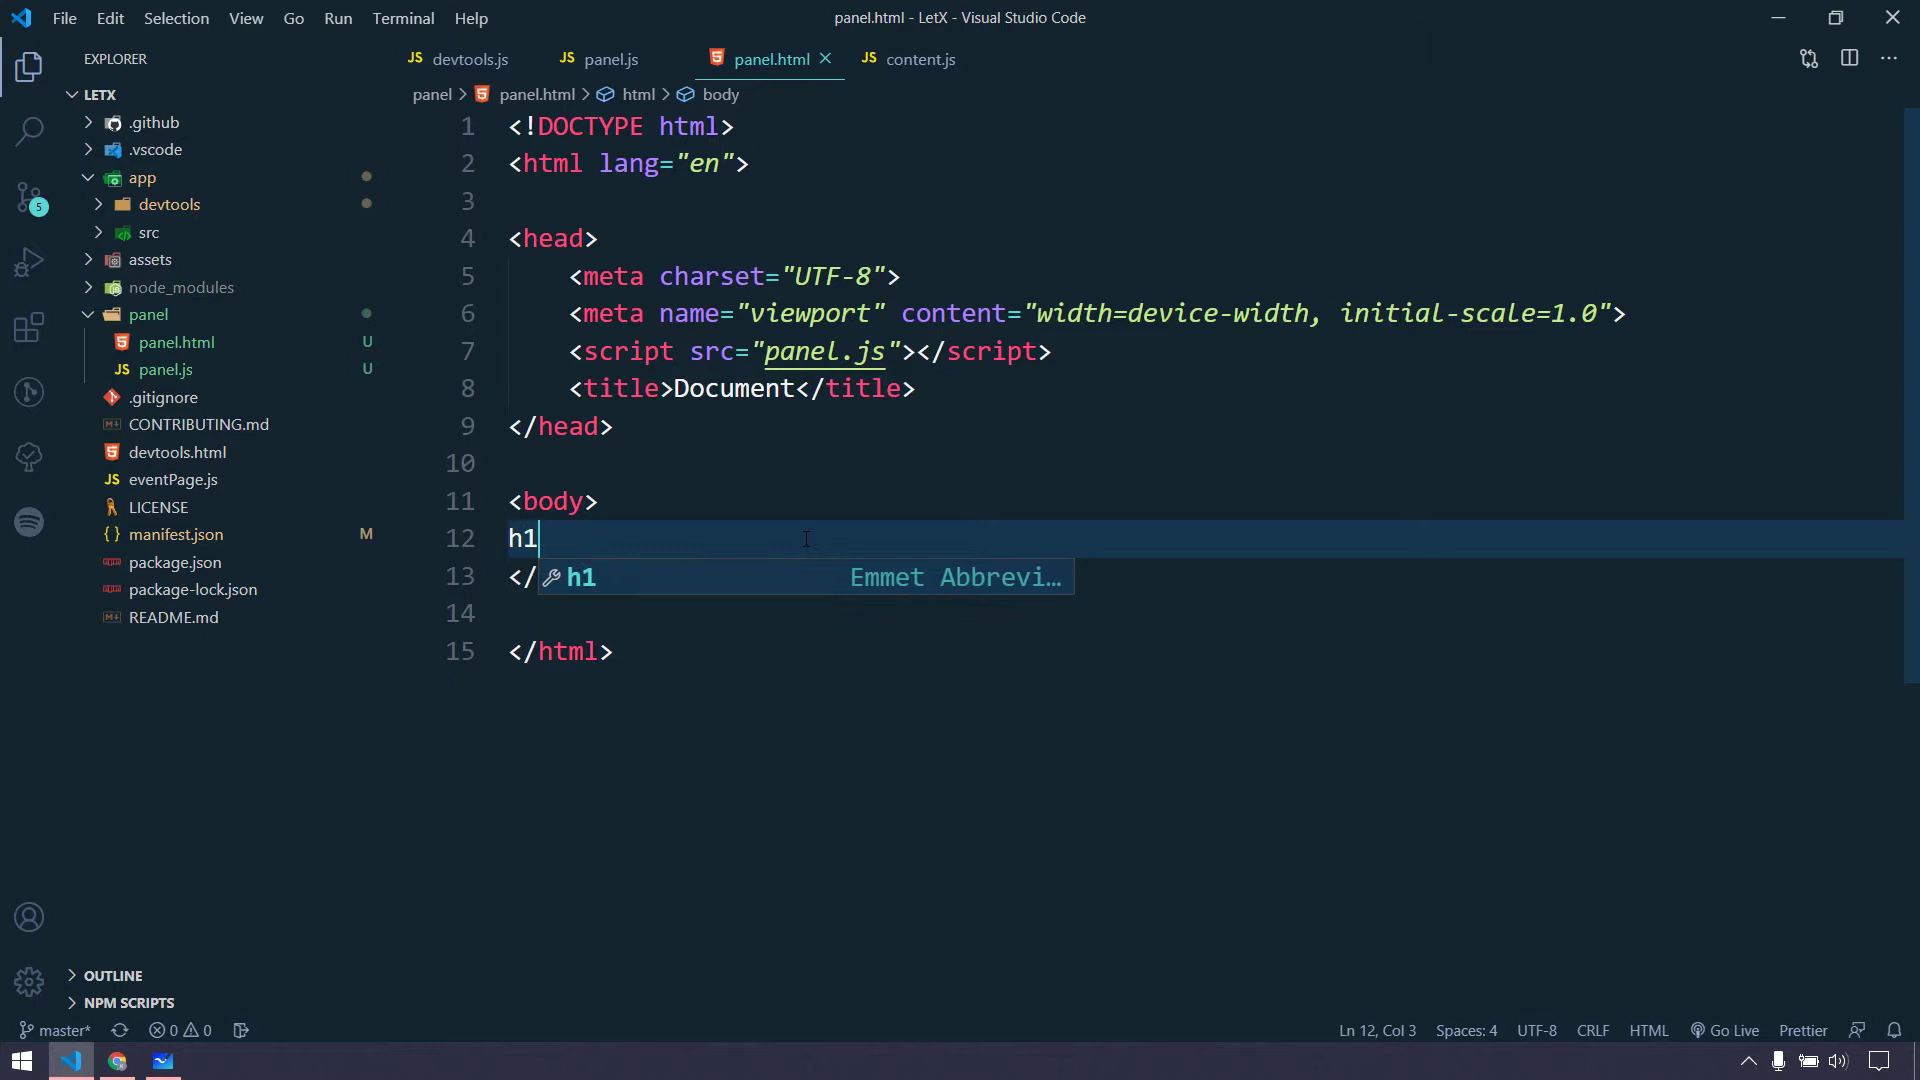 File Edit Selection View Go Run Terminal Help
panel.html - LetX - Visual Studio Code
EXPLORER
JS devtools.js
JS panel.js
panel.html
JS content.js
LETX
.github
.vscode
app
devtools
src
assets
node_modules
panel
panel.html U
JS panel.js U
.gitignore
CONTRIBUTING.md
devtools.html
JS eventPage.js
LICENSE
{ } manifest.json M
package.json
package-lock.json
README.md
5
OUTLINE
NPM SCRIPTS
panel > panel.html > html > body
1 <!DOCTYPE html>
2 <html lang="en">
3
4 <head>
5 <meta charset="UTF-8">
6 <meta name="viewport" content="width=device-width, initial-scale=1.0">
7 <script src="panel.js"></script>
8 <title>Document</title>
9 </head>
10
11 <body>
12 h1
13 </
h1 Emmet Abbrevi…
14
15 </html>
master* 0 0
Ln 12, Col 3 Spaces: 4 UTF-8 CRLF HTML Go Live Prettier